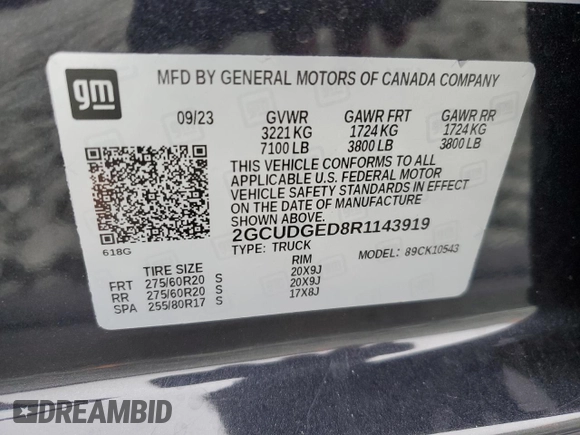 gm
MFD BY GENERAL MOTORS OF CANADA COMPANY
09/23 GVWR GAWR FRT GAWR RR
3221 KG 1724 KG 1724 KG
7100 LB 3800 LB 3800 LB
THIS VEHICLE CONFORMS TO ALL
APPLICABLE U.S. FEDERAL MOTOR
VEHICLE SAFETY STANDARDS IN EFFECT
ON THE DATE OF MANUFACTURE
SHOWN ABOVE.
2GCUDGED8R1143919
618G TYPE: TRUCK MODEL: 89CK10543
TIRE SIZE RIM
FRT 275/60R20 S 20X9J
RR 275/60R20 S 20X9J
SPA 255/80R17 S 17X8J
DREAMBID